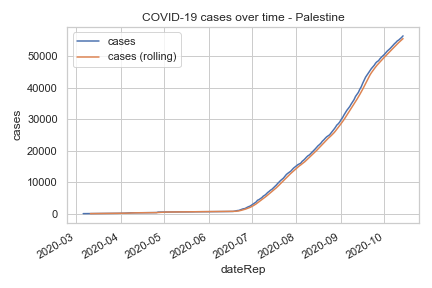 COVID-19 cases over time - Palestine
cases
cases (rolling)
50000
40000
30000
20000
10000
0
cases
2020-03
2020-04
2020-05
2020-06
2020-07
2020-08
2020-09
2020-10
dateRep